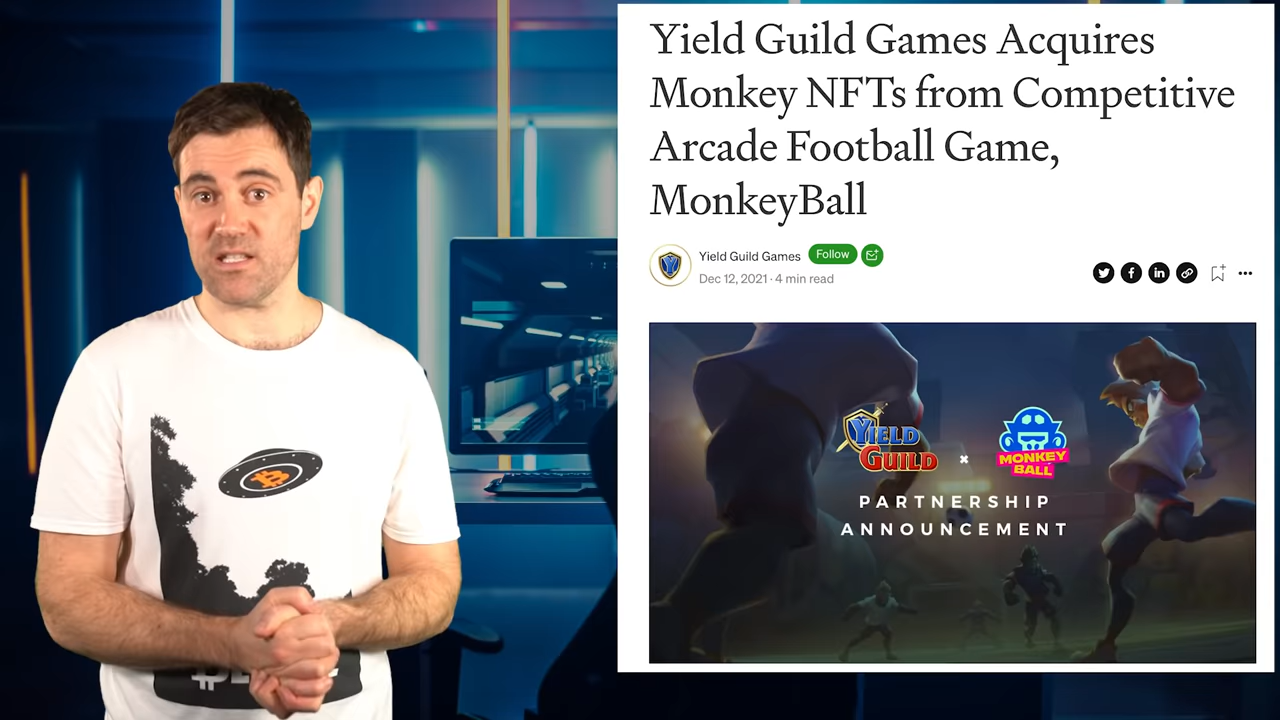 Yield Guild Games Acquires
Monkey NFTs from Competitive
Arcade Football Game,
MonkeyBall
Yield Guild Games Follow
Dec 12, 2021 · 4 min read
YIELD
GUILD
MONKEY
BALL
PARTNERSHIP
ANNOUNCEMENT